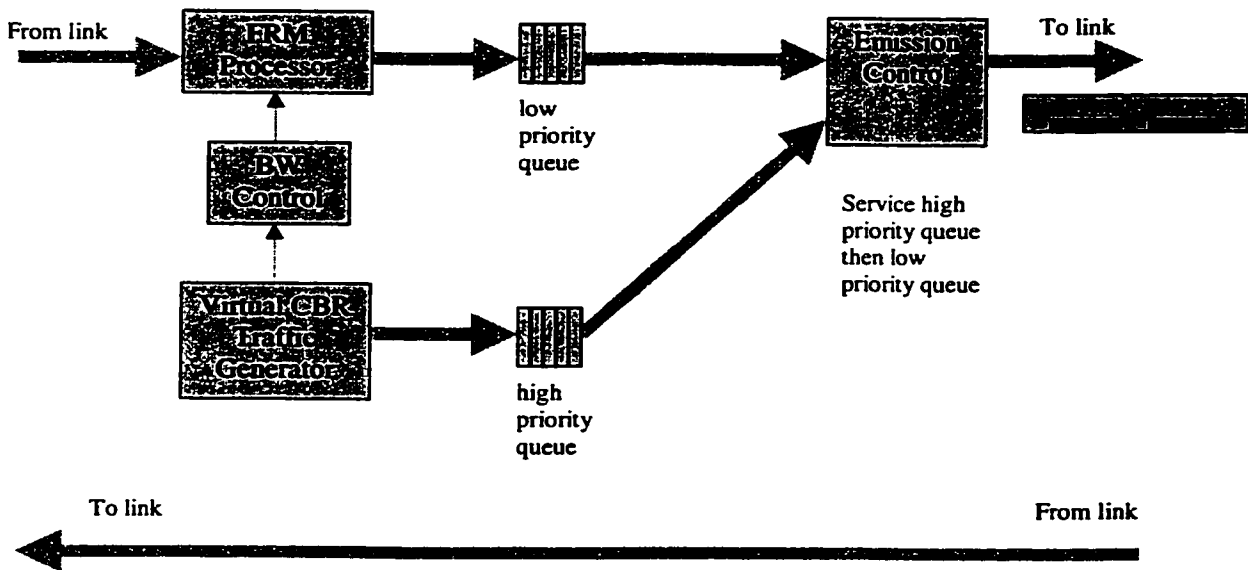 From link
FRM
Processor
Emission
Control
To link
low
priority
queue
BW
Control
Service high
priority queue
then low
priority queue
Virtual CBR
Traffic
Generator
high
priority
queue
To link
From link